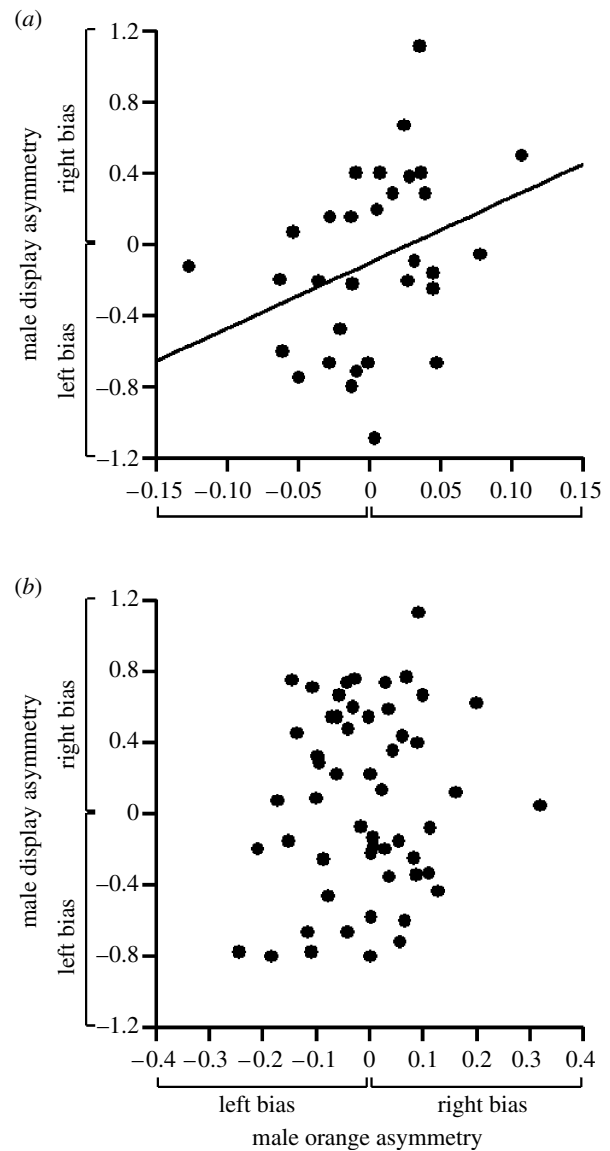 (a)
1.2
0.8
0.4
0
−0.4
−0.8
−1.2
right bias
left bias
male display asymmetry
−0.15 −0.10 −0.05 0 0.05 0.10 0.15
(b)
1.2
0.8
0.4
0
−0.4
−0.8
−1.2
right bias
left bias
male display asymmetry
−0.4 −0.3 −0.2 −0.1 0 0.1 0.2 0.3 0.4
left bias right bias
male orange asymmetry